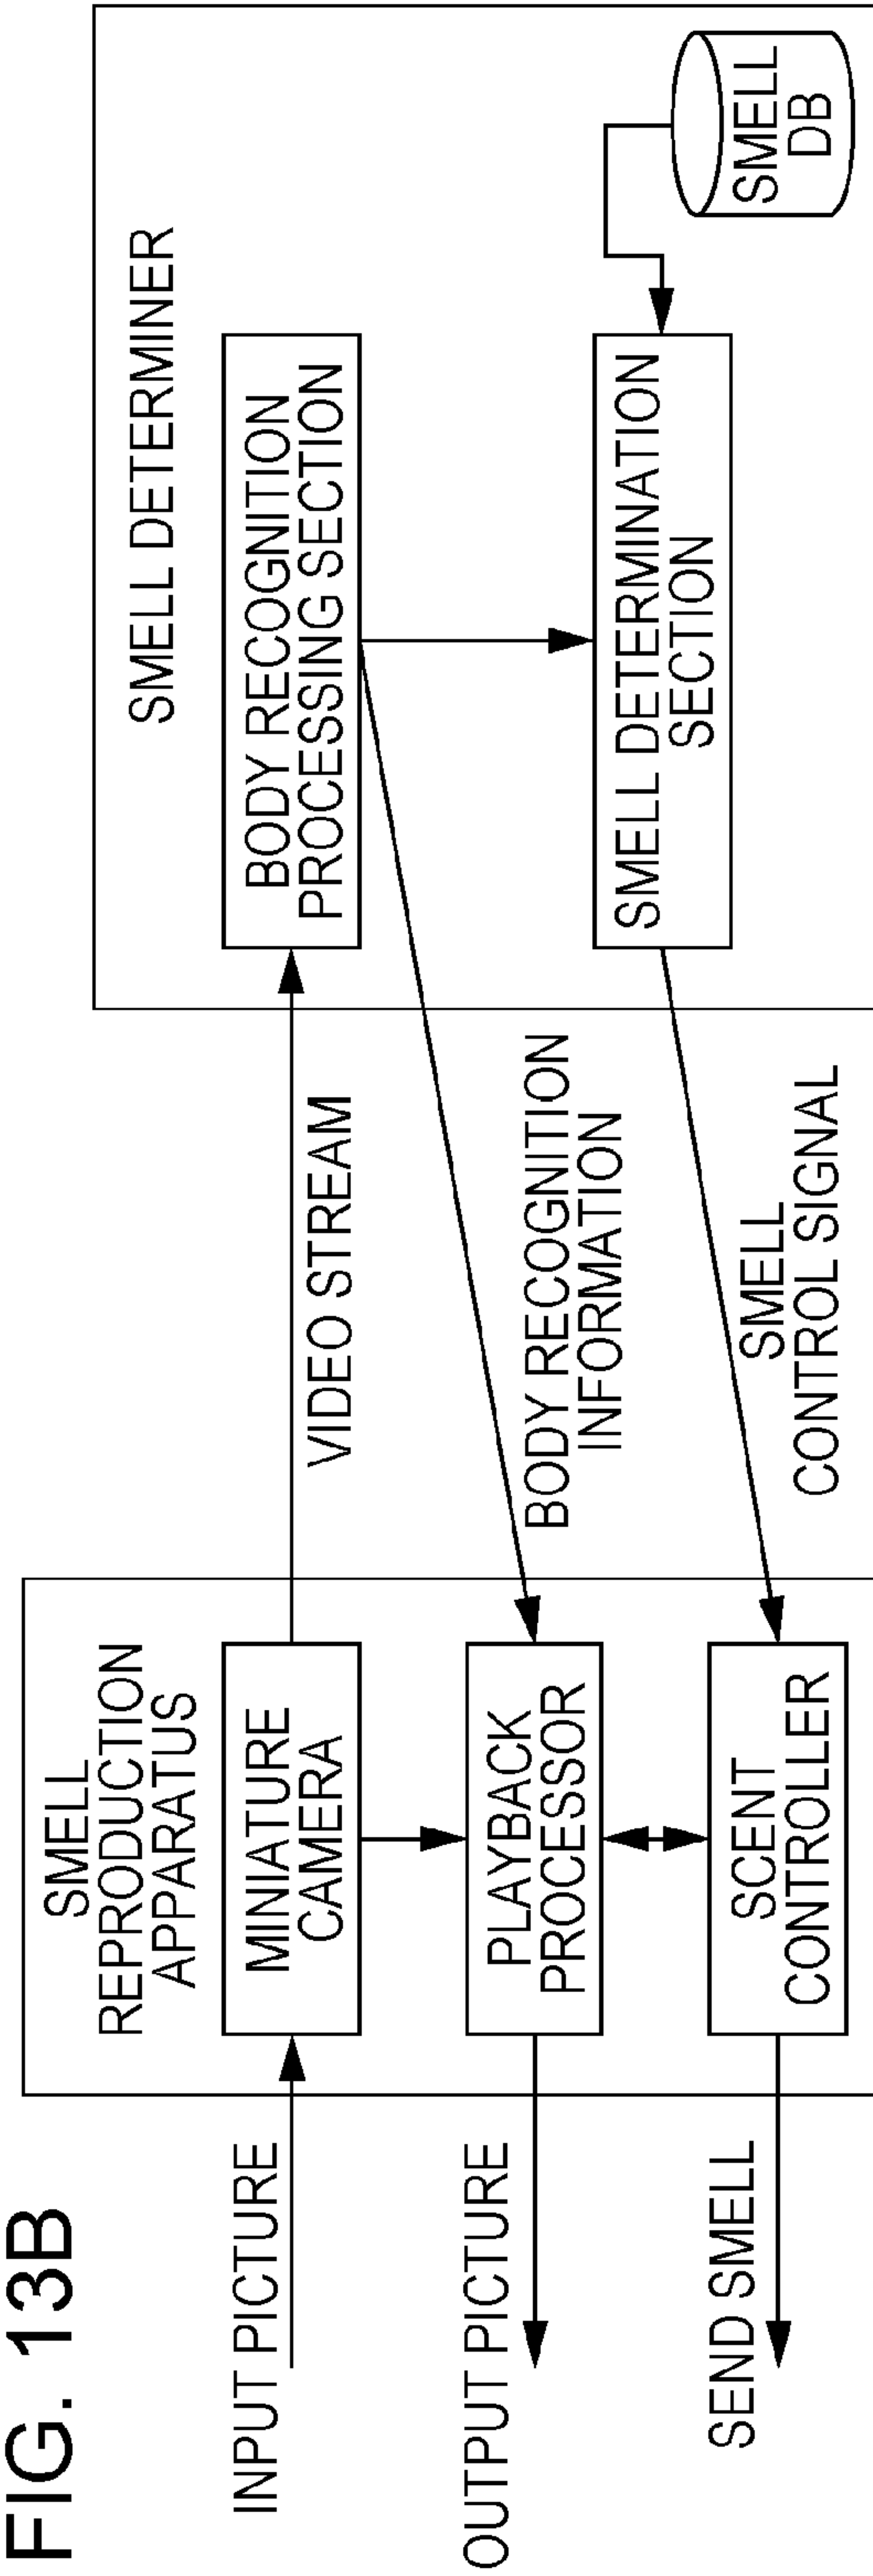 FIG. 13B
INPUT PICTURE
OUTPUT PICTURE
SEND SMELL
SMELL
REPRODUCTION
APPARATUS
MINIATURE
CAMERA
PLAYBACK
PROCESSOR
SCENT
CONTROLLER
VIDEO STREAM
BODY RECOGNITION
INFORMATION
SMELL
CONTROL SIGNAL
SMELL DETERMINER
BODY RECOGNITION
PROCESSING SECTION
SMELL DETERMINATION
SECTION
SMELL
DB